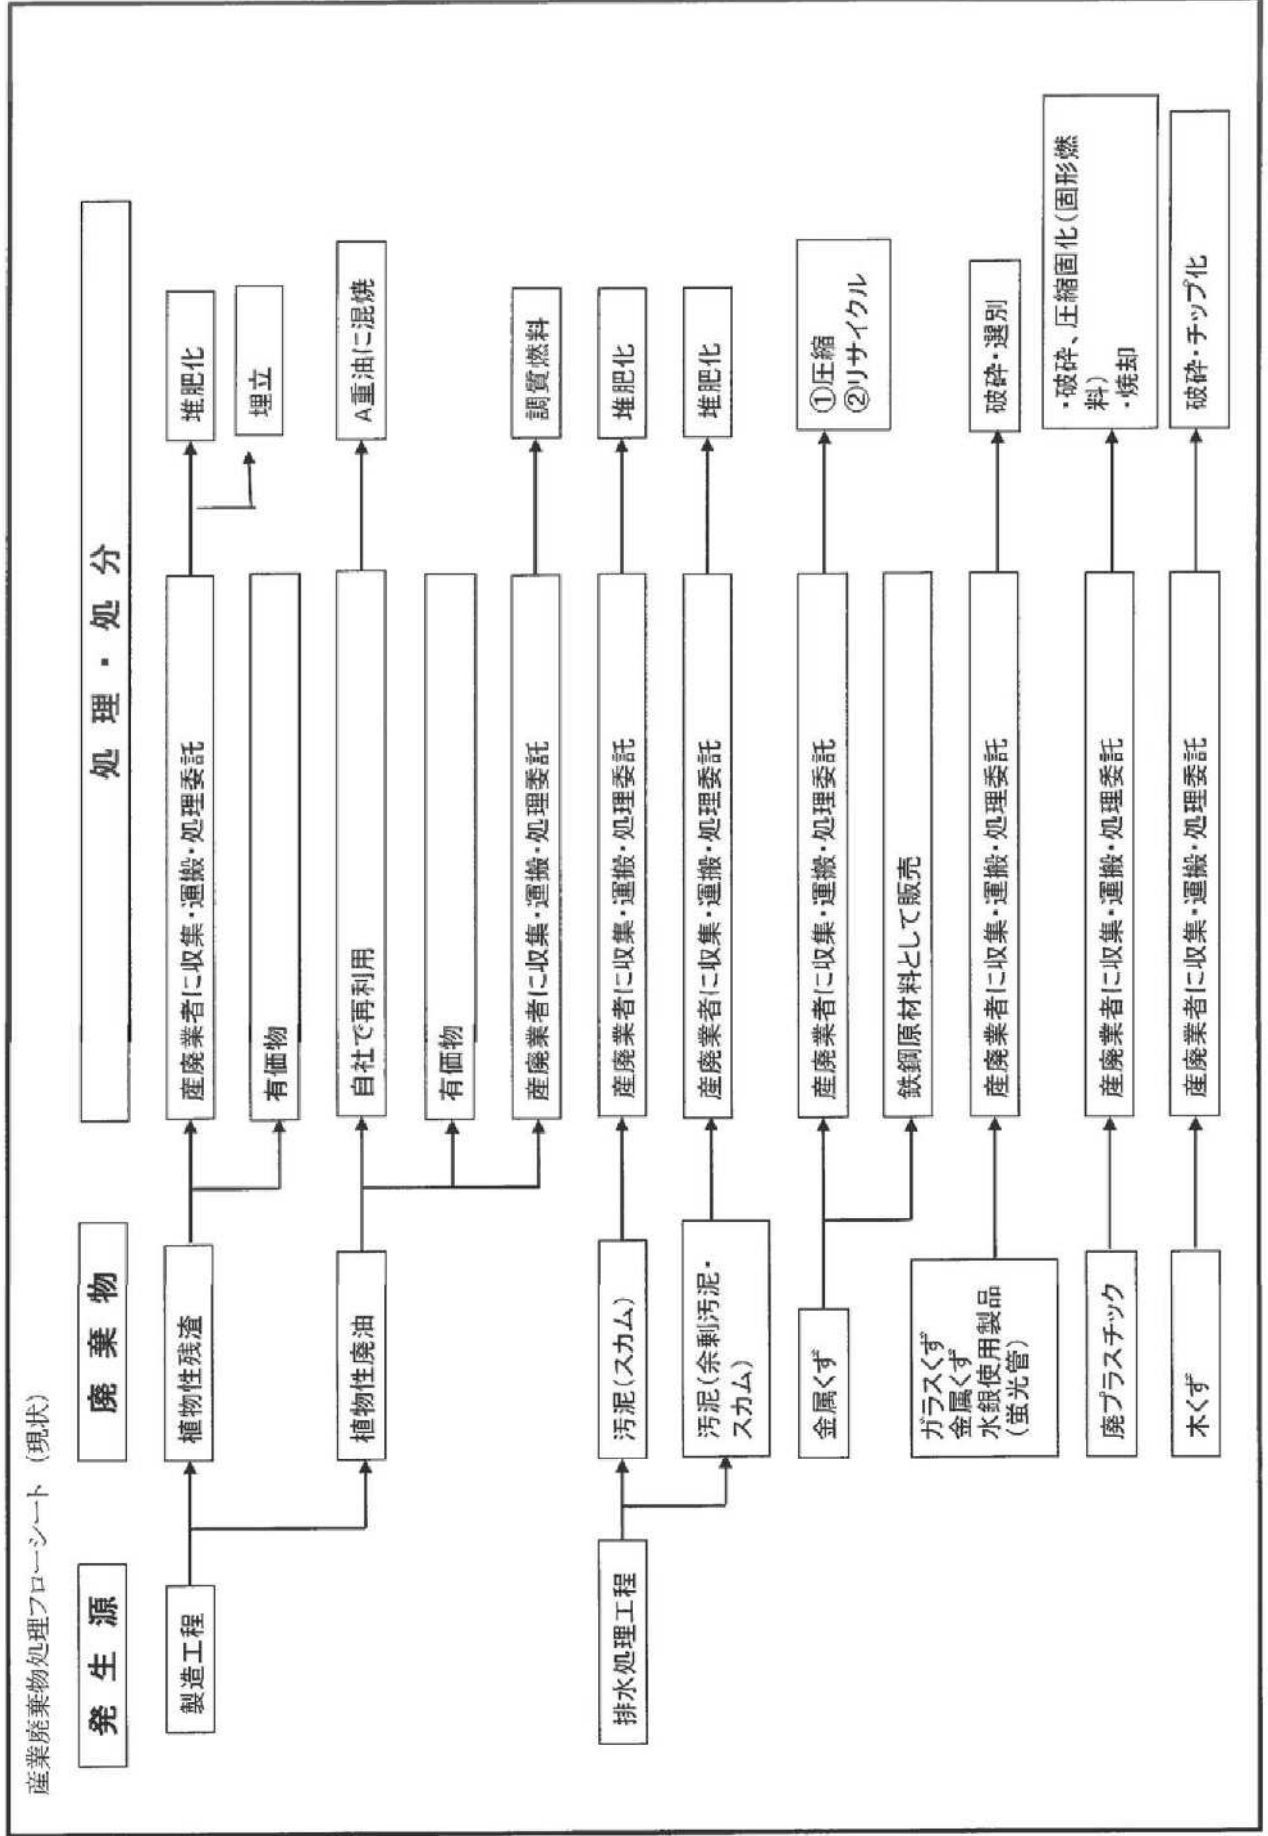 産業廃棄物処理フローシート（現状）
発生源
廃棄物
処理・処分
製造工程
植物性残渣
産廃業者に収集・運搬・処理委託
堆肥化
埋立
有価物
植物性廃油
自社で再利用
A重油に混焼
有価物
産廃業者に収集・運搬・処理委託
調質燃料
排水処理工程
汚泥(スカム)
産廃業者に収集・運搬・処理委託
堆肥化
汚泥(余剰汚泥・
スカム)
産廃業者に収集・運搬・処理委託
堆肥化
金属くず
産廃業者に収集・運搬・処理委託
①圧縮
②リサイクル
鉄鋼原材料として販売
ガラスくず
金属くず
水銀使用製品
(蛍光管)
産廃業者に収集・運搬・処理委託
破砕・選別
廃プラスチック
産廃業者に収集・運搬・処理委託
・破砕、圧縮固化(固形燃
料)
・焼却
木くず
産廃業者に収集・運搬・処理委託
破砕・チップ化